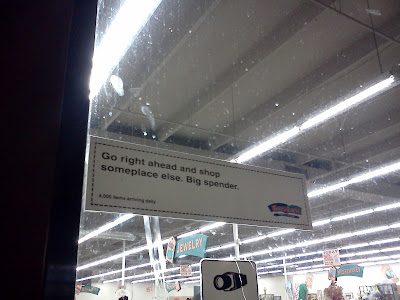 Go right ahead and shop
someplace else. Big spender.
4,000 items arriving daily
JEWELRY